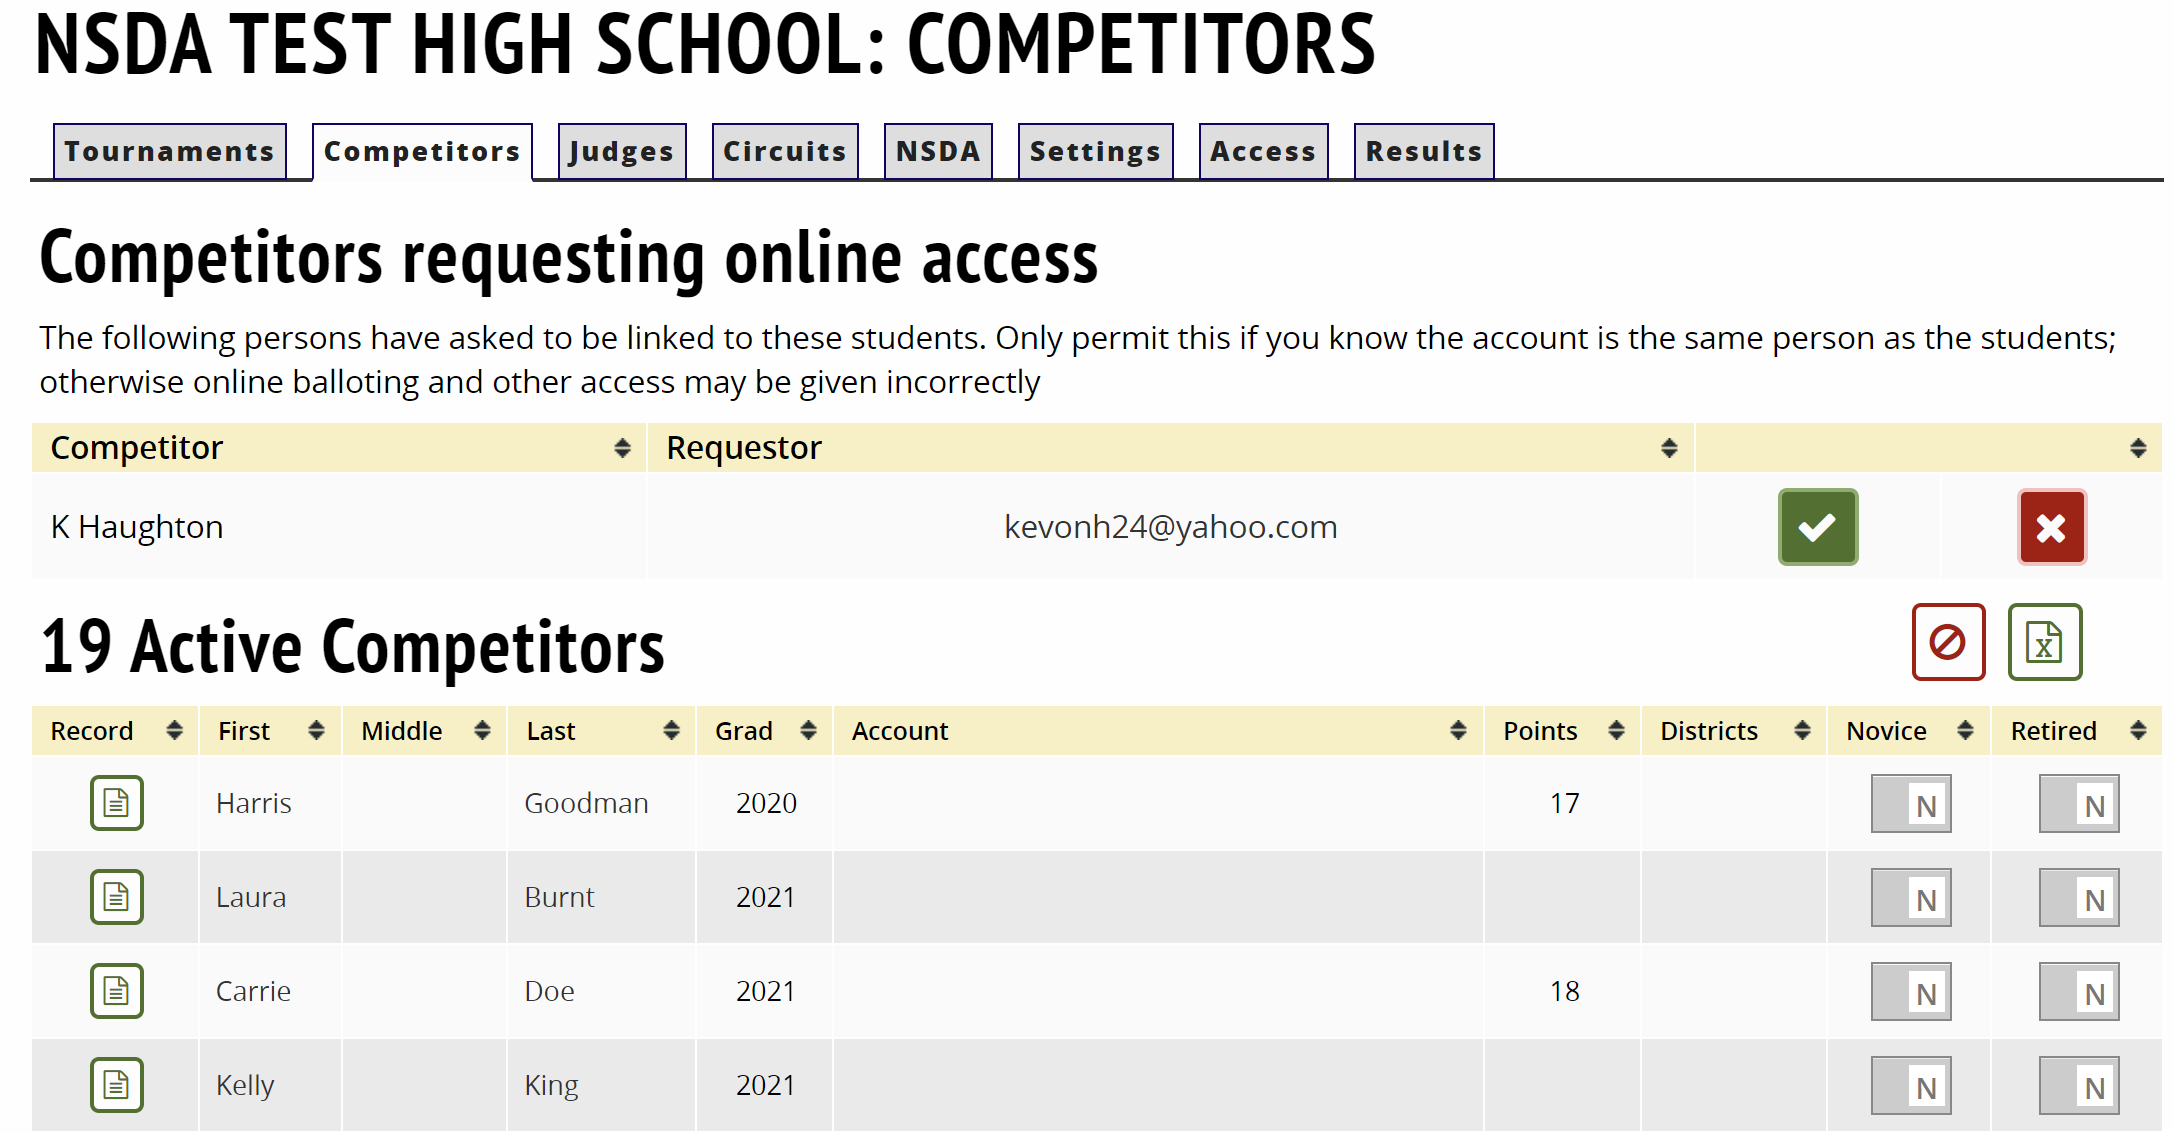 NSDA TEST HIGH SCHOOL: COMPETITORS
Tournaments Competitors Judges Circuits NSDA Settings Access Results
Competitors requesting online access
The following persons have asked to be linked to these students. Only permit this if you know the account is the same person as the students;
otherwise online balloting and other access may be given incorrectly
Competitor Requestor
K Haughton kevonh24@yahoo.com
19 Active Competitors
Record First Middle Last Grad Account Points Districts Novice Retired
Harris Goodman 2020 17 N N
Laura Burnt 2021 N N
Carrie Doe 2021 18 N N
Kelly King 2021 N N